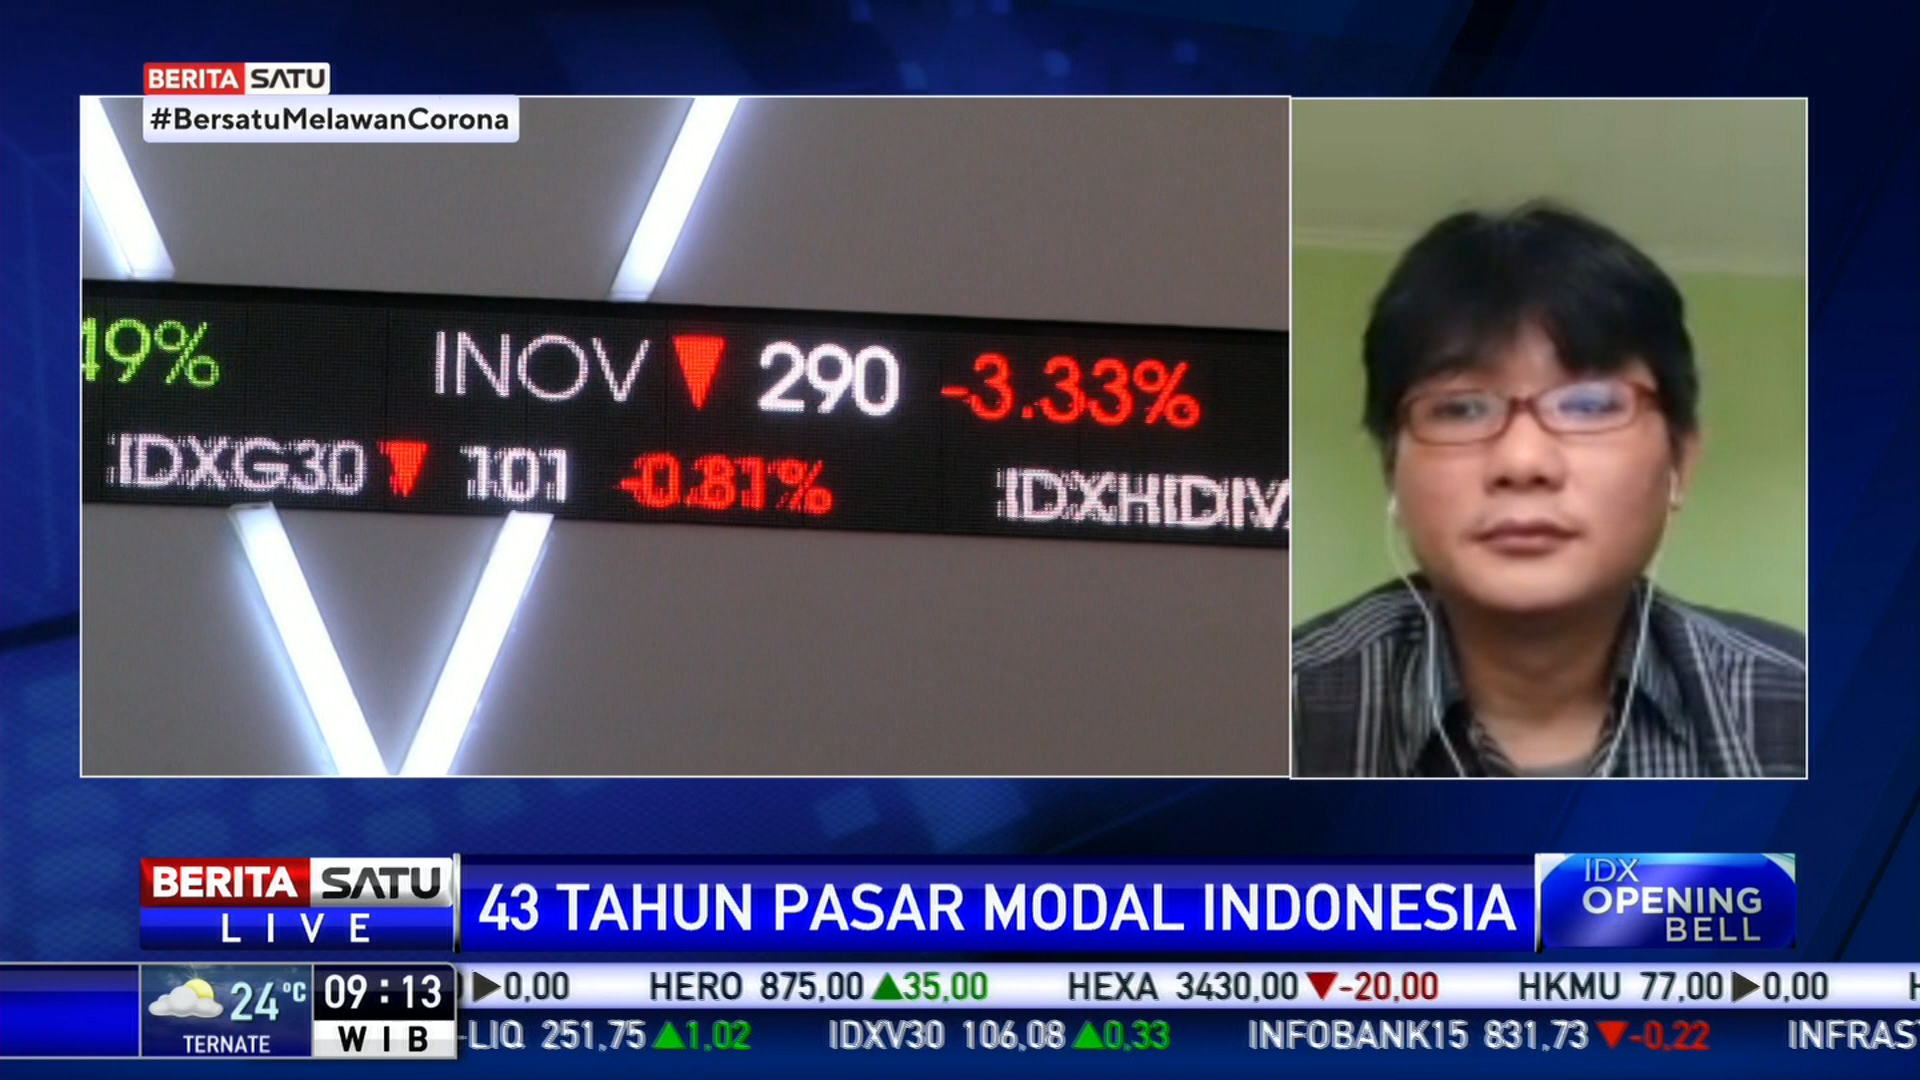 BERITA SATU
#BersatuMelawanCorona
49%
INOV ▼ 290 -3.33%
IDXG30 ▼ 101 -0.81%
IDXHIDIV
BERITA SATU
LIVE
43 TAHUN PASAR MODAL INDONESIA
IDX
OPENING
BELL
24°C
TERNATE
09:13
WIB
▶0,00 HERO 875,00 ▲35,00 HEXA 3430,00 ▼-20,00 HKMU 77,00 ▶0,00 H
-LIQ 251,75 ▲1,02 IDXV30 106,08 ▲0,33 INFOBANK15 831,73 ▼-0,22 INFRAS